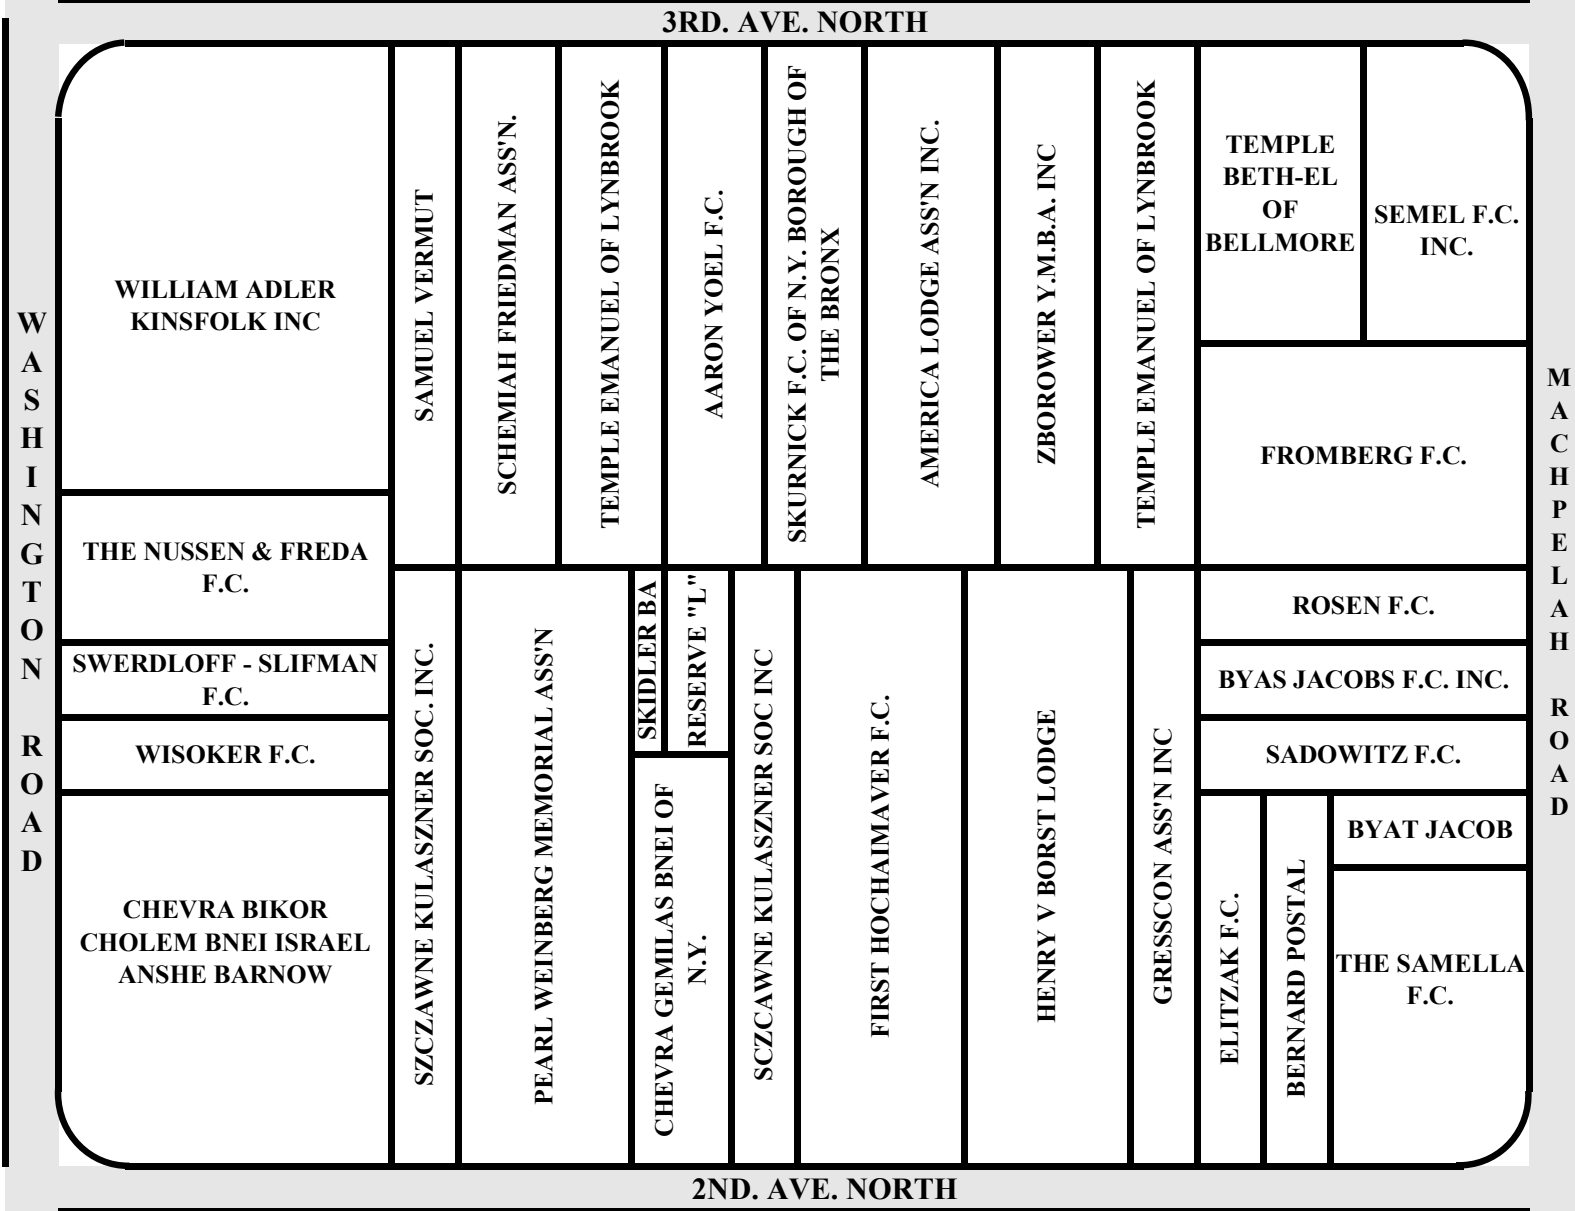 3RD. AVE. NORTH
WASHINGTON ROAD
WILLIAM ADLER
KINSFOLK INC
SAMUEL VERMUT
SCHEMIAH FRIEDMAN ASS'N.
TEMPLE EMANUEL OF LYNBROOK
AARON YOEL F.C.
SKURNICK F.C. OF N.Y. BOROUGH OF
THE BRONX
AMERICA LODGE ASS'N INC.
ZBOROWER Y.M.B.A. INC
TEMPLE EMANUEL OF LYNBROOK
TEMPLE
BETH-EL
OF
BELLMORE
SEMEL F.C.
INC.
FROMBERG F.C.
MACHPELAH ROAD
THE NUSSEN & FREDA
F.C.
SWERDLOFF - SLIFMAN
F.C.
WISOKER F.C.
CHEVRA BIKOR
CHOLEM BNEI ISRAEL
ANSHE BARNOW
SZCZAWNE KULASZNER SOC. INC.
PEARL WEINBERG MEMORIAL ASS'N
SKIDLER BA
RESERVE "L"
CHEVRA GEMILAS BNEI OF
N.Y.
SCZCAWNE KULASZNER SOC INC
FIRST HOCHAIMAVER F.C.
HENRY V BORST LODGE
GRESSCON ASS'N INC
ROSEN F.C.
BYAS JACOBS F.C. INC.
SADOWITZ F.C.
ELITZAK F.C.
BERNARD POSTAL
BYAT JACOB
THE SAMELLA
F.C.
2ND. AVE. NORTH